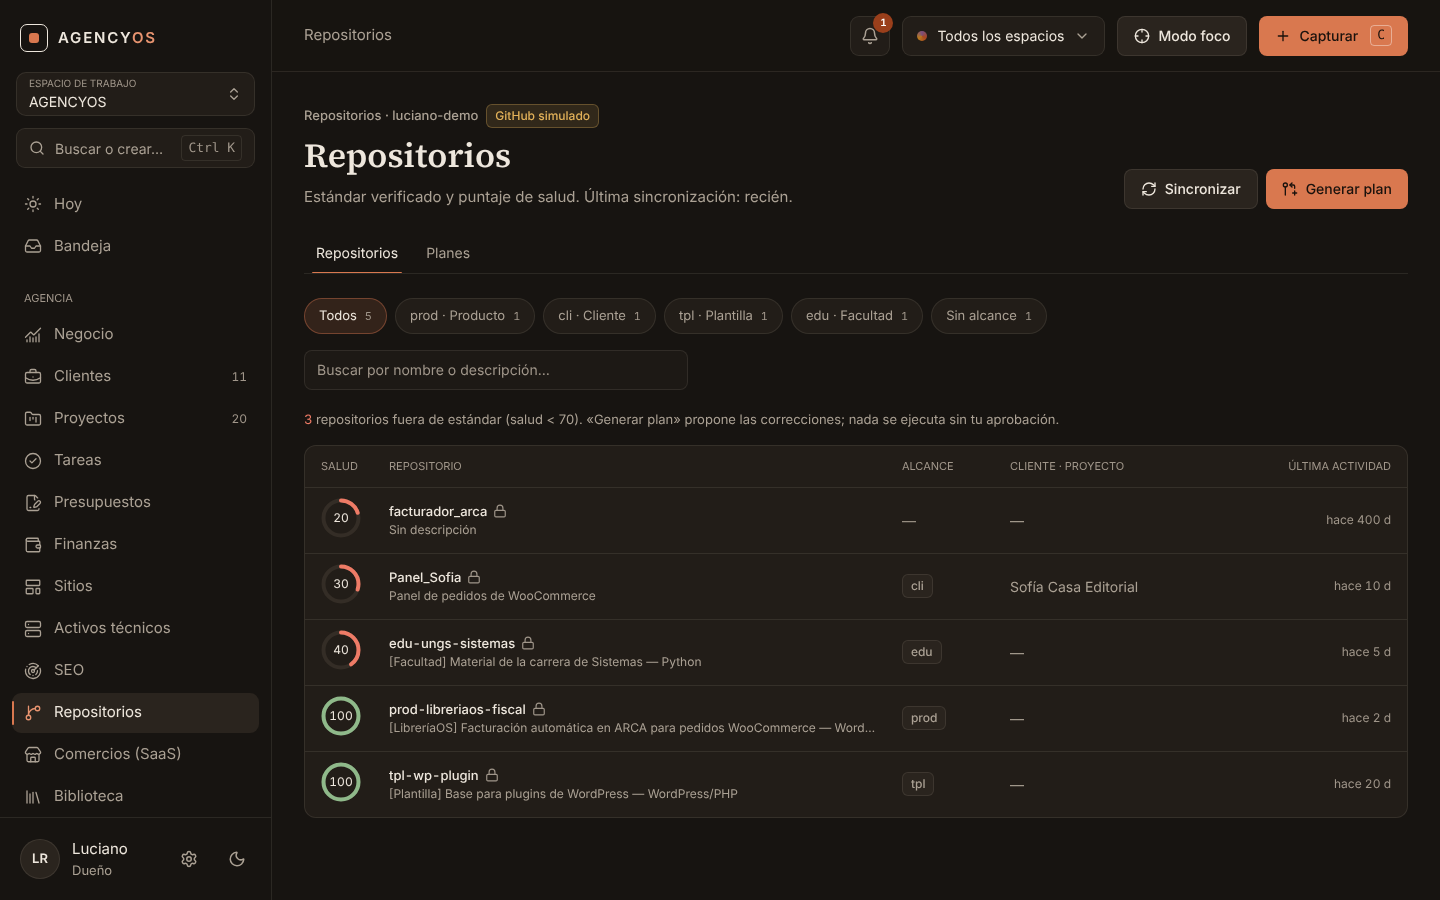 AGENCYOS
ESPACIO DE TRABAJO
AGENCYOS
Buscar o crear... Ctrl K
Hoy
Bandeja
AGENCIA
Negocio
Clientes 11
Proyectos 20
Tareas
Presupuestos
Finanzas
Sitios
Activos técnicos
SEO
Repositorios
Comercios (SaaS)
Biblioteca
LR
Luciano
Dueño
Repositorios
1
Todos los espacios
Modo foco
Capturar C
Repositorios · luciano-demo GitHub simulado
Repositorios
Estándar verificado y puntaje de salud. Última sincronización: recién.
Sincronizar
Generar plan
Repositorios Planes
Todos 5 prod · Producto 1 cli · Cliente 1 tpl · Plantilla 1 edu · Facultad 1 Sin alcance 1
Buscar por nombre o descripción...
3 repositorios fuera de estándar (salud < 70). «Generar plan» propone las correcciones; nada se ejecuta sin tu aprobación.
SALUD REPOSITORIO ALCANCE CLIENTE · PROYECTO ÚLTIMA ACTIVIDAD
20 facturador_arca — — hace 400 d
Sin descripción
30 Panel_Sofia cli Sofía Casa Editorial hace 10 d
Panel de pedidos de WooCommerce
40 edu-ungs-sistemas edu — hace 5 d
[Facultad] Material de la carrera de Sistemas — Python
100 prod-libreriaos-fiscal prod — hace 2 d
[LibreríaOS] Facturación automática en ARCA para pedidos WooCommerce — Word...
100 tpl-wp-plugin tpl — hace 20 d
[Plantilla] Base para plugins de WordPress — WordPress/PHP